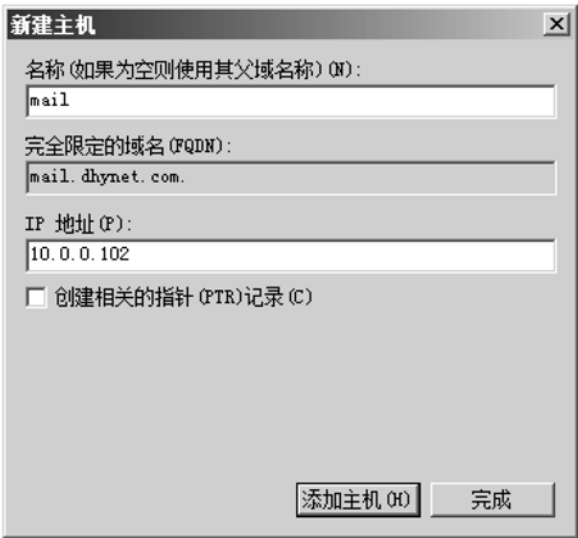 新建主机
名称(如果为空则使用其父域名称)(N):
mail
完全限定的域名(FQDN):
mail.dhynet.com.
IP 地址(P):
10.0.0.102
创建相关的指针(PTR)记录(C)
添加主机(H) 完成